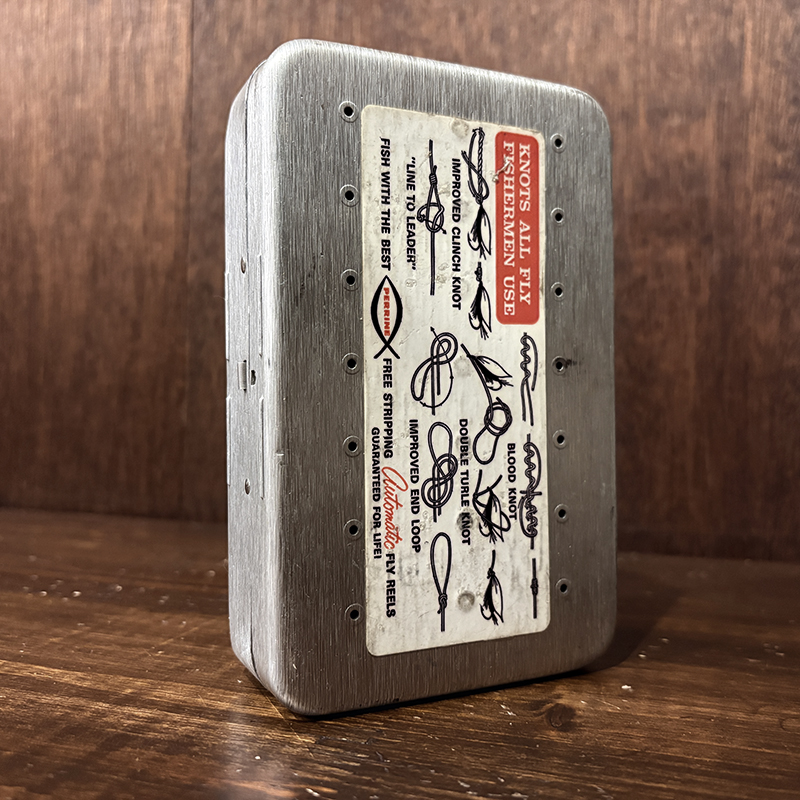 KNOTS ALL FLY
FISHERMEN USE
BLOOD KNOT
IMPROVED CLINCH KNOT
DOUBLE TURLE KNOT
"LINE TO LEADER"
IMPROVED END LOOP
FISH WITH THE BEST PERRINE FREE STRIPPING Automatic FLY REELS
GUARANTEED FOR LIFE!